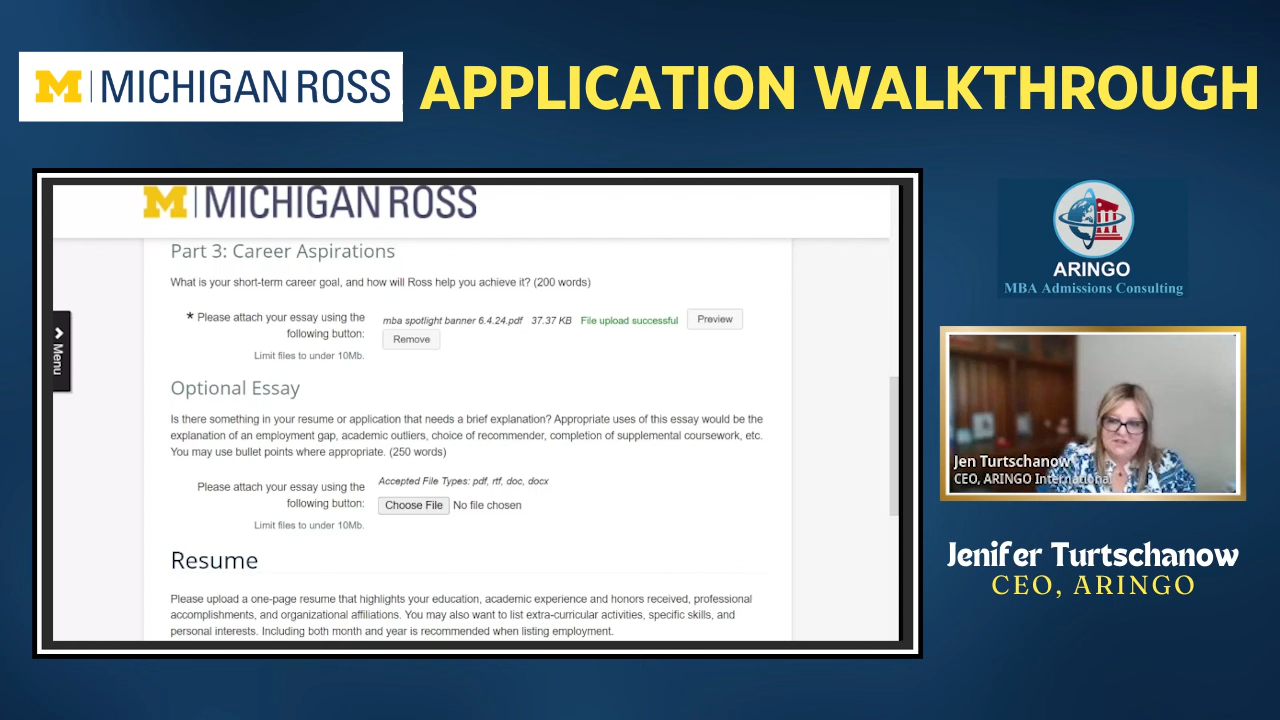 M | MICHIGAN ROSS APPLICATION WALKTHROUGH
M | MICHIGAN ROSS
Part 3: Career Aspirations
What is your short-term career goal, and how will Ross help you achieve it? (200 words)
* Please attach your essay using the following button:
Limit files to under 10Mb.
mba spotlight banner 6.4.24.pdf 37.37 KB File upload successful Preview
Remove
Menu
Optional Essay
Is there something in your resume or application that needs a brief explanation? Appropriate uses of this essay would be the
explanation of an employment gap, academic outliers, choice of recommender, completion of supplemental coursework, etc.
You may use bullet points where appropriate. (250 words)
Please attach your essay using the
following button:
Limit files to under 10Mb.
Accepted File Types: pdf, rtf, doc, docx
Choose File No file chosen
Resume
Please upload a one-page resume that highlights your education, academic experience and honors received, professional
accomplishments, and organizational affiliations. You may also want to list extra-curricular activities, specific skills, and
personal interests. Including both month and year is recommended when listing employment.
ARINGO
MBA Admissions Consulting
Jen Turtschanow
CEO, ARINGO International
Jenifer Turtschanow
CEO, ARINGO